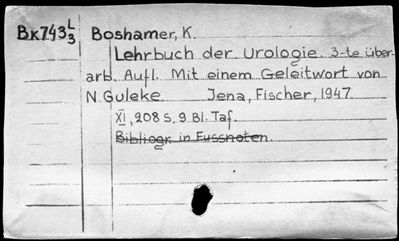 Bk743 L/3 Boshamer, K.
Lehrbuch der Urologie. 3-te über-
arb. Aufl. Mit einem Geleitwort von
N. Guleke Jena, Fischer, 1947.
XI, 208 S, 9 Bl. Taf.
Bibliogr. in Fussnoten.